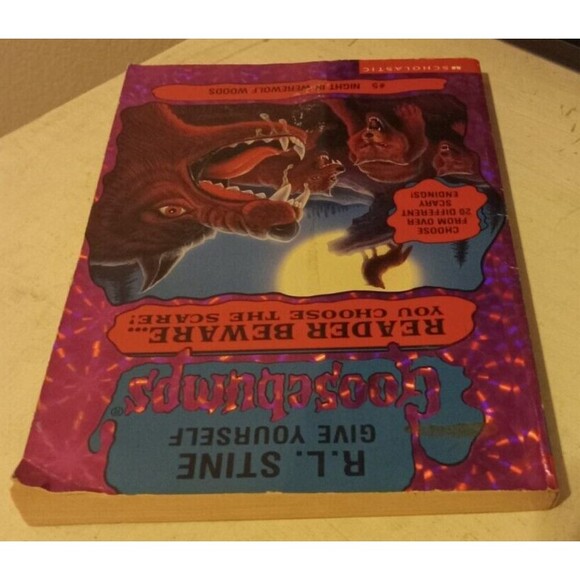 R.L. STINE
GIVE YOURSELF
Goosebumps®
READER BEWARE...
YOU CHOOSE THE SCARE!
CHOOSE
FROM OVER
20 DIFFERENT
SCARY
ENDINGS!
#5 NIGHT IN WEREWOLF WOODS
SCHOLASTIC